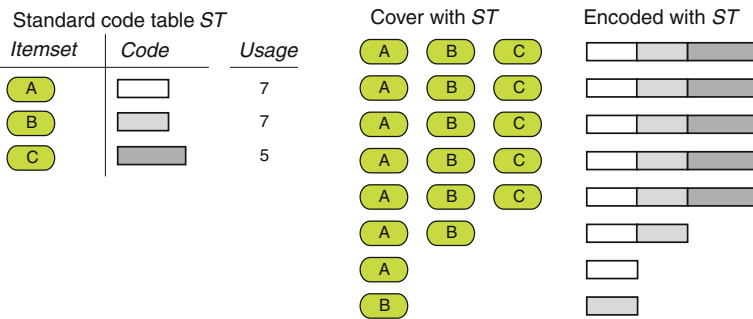 Standard code table ST
Itemset Code Usage
A 7
B 7
C 5
Cover with ST
A B C
A B C
A B C
A B C
A B C
A B
A
B
Encoded with ST